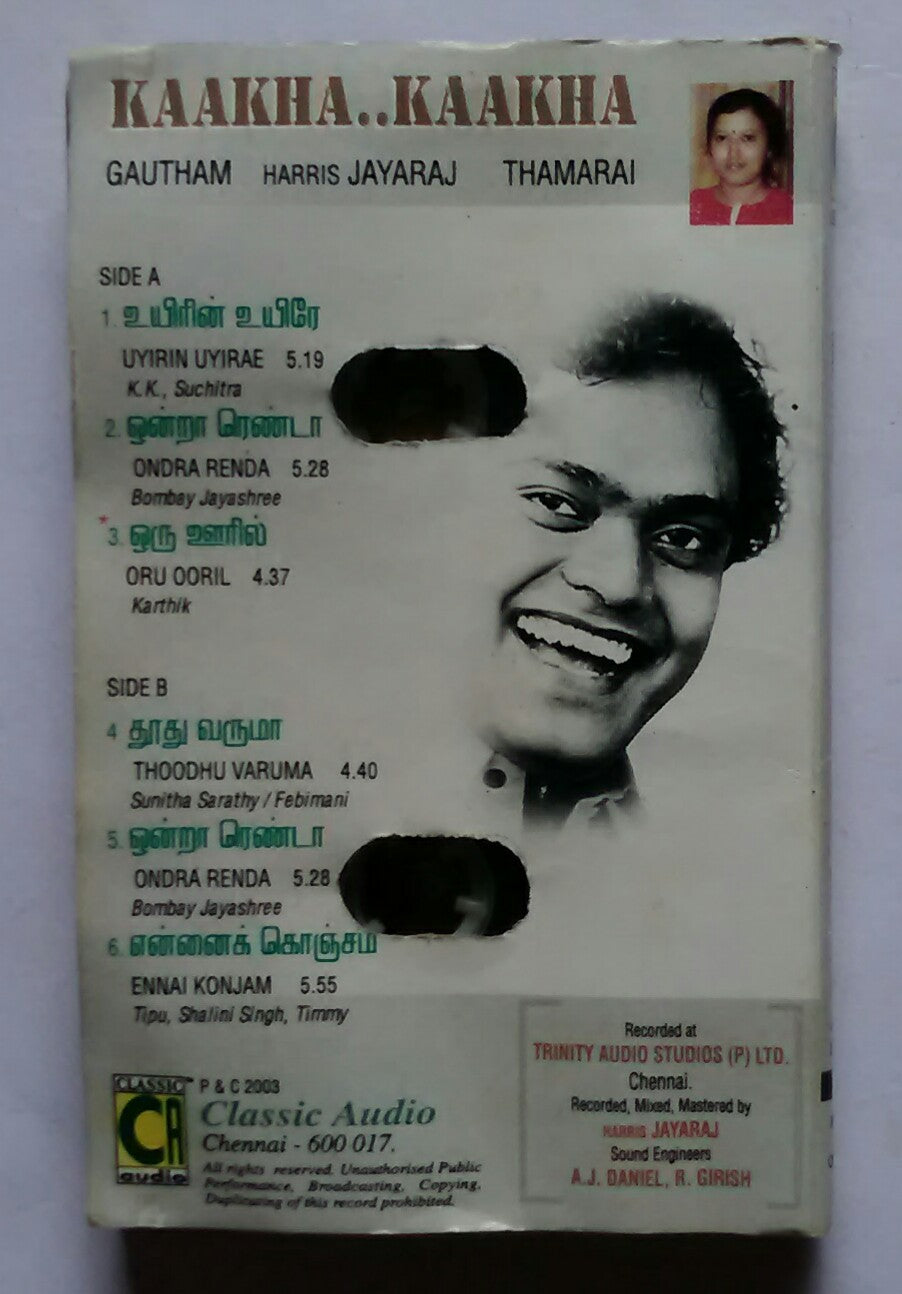 KAAKHA..KAAKHA
GAUTHAM HARRIS JAYARAJ THAMARAI
SIDE A
1. உயிரின் உயிரே
UYIRIN UYIRAE 5.19
K.K., Suchitra
2. ஒன்றா ரெண்டா
ONDRA RENDA 5.28
Bombay Jayashree
* 3. ஒரு ஊரில்
ORU OORIL 4.37
Karthik
SIDE B
4 தூது வருமா
THOODHU VARUMA 4.40
Sunitha Sarathy / Febimani
5. ஒன்றா ரெண்டா
ONDRA RENDA 5.28
Bombay Jayashree
6. என்னைக் கொஞ்சம்
ENNAI KONJAM 5.55
Tipu, Shalini Singh, Timmy
CLASSIC™
CA
audio
P & C 2003
Classic Audio
Chennai - 600 017.
All rights reserved. Unauthorised Public
Performance, Broadcasting, Copying,
Duplicating of this record prohibited.
Recorded at
TRINITY AUDIO STUDIOS (P) LTD.
Chennai.
Recorded, Mixed, Mastered by
HARRIS JAYARAJ
Sound Engineers
A.J. DANIEL, R. GIRISH